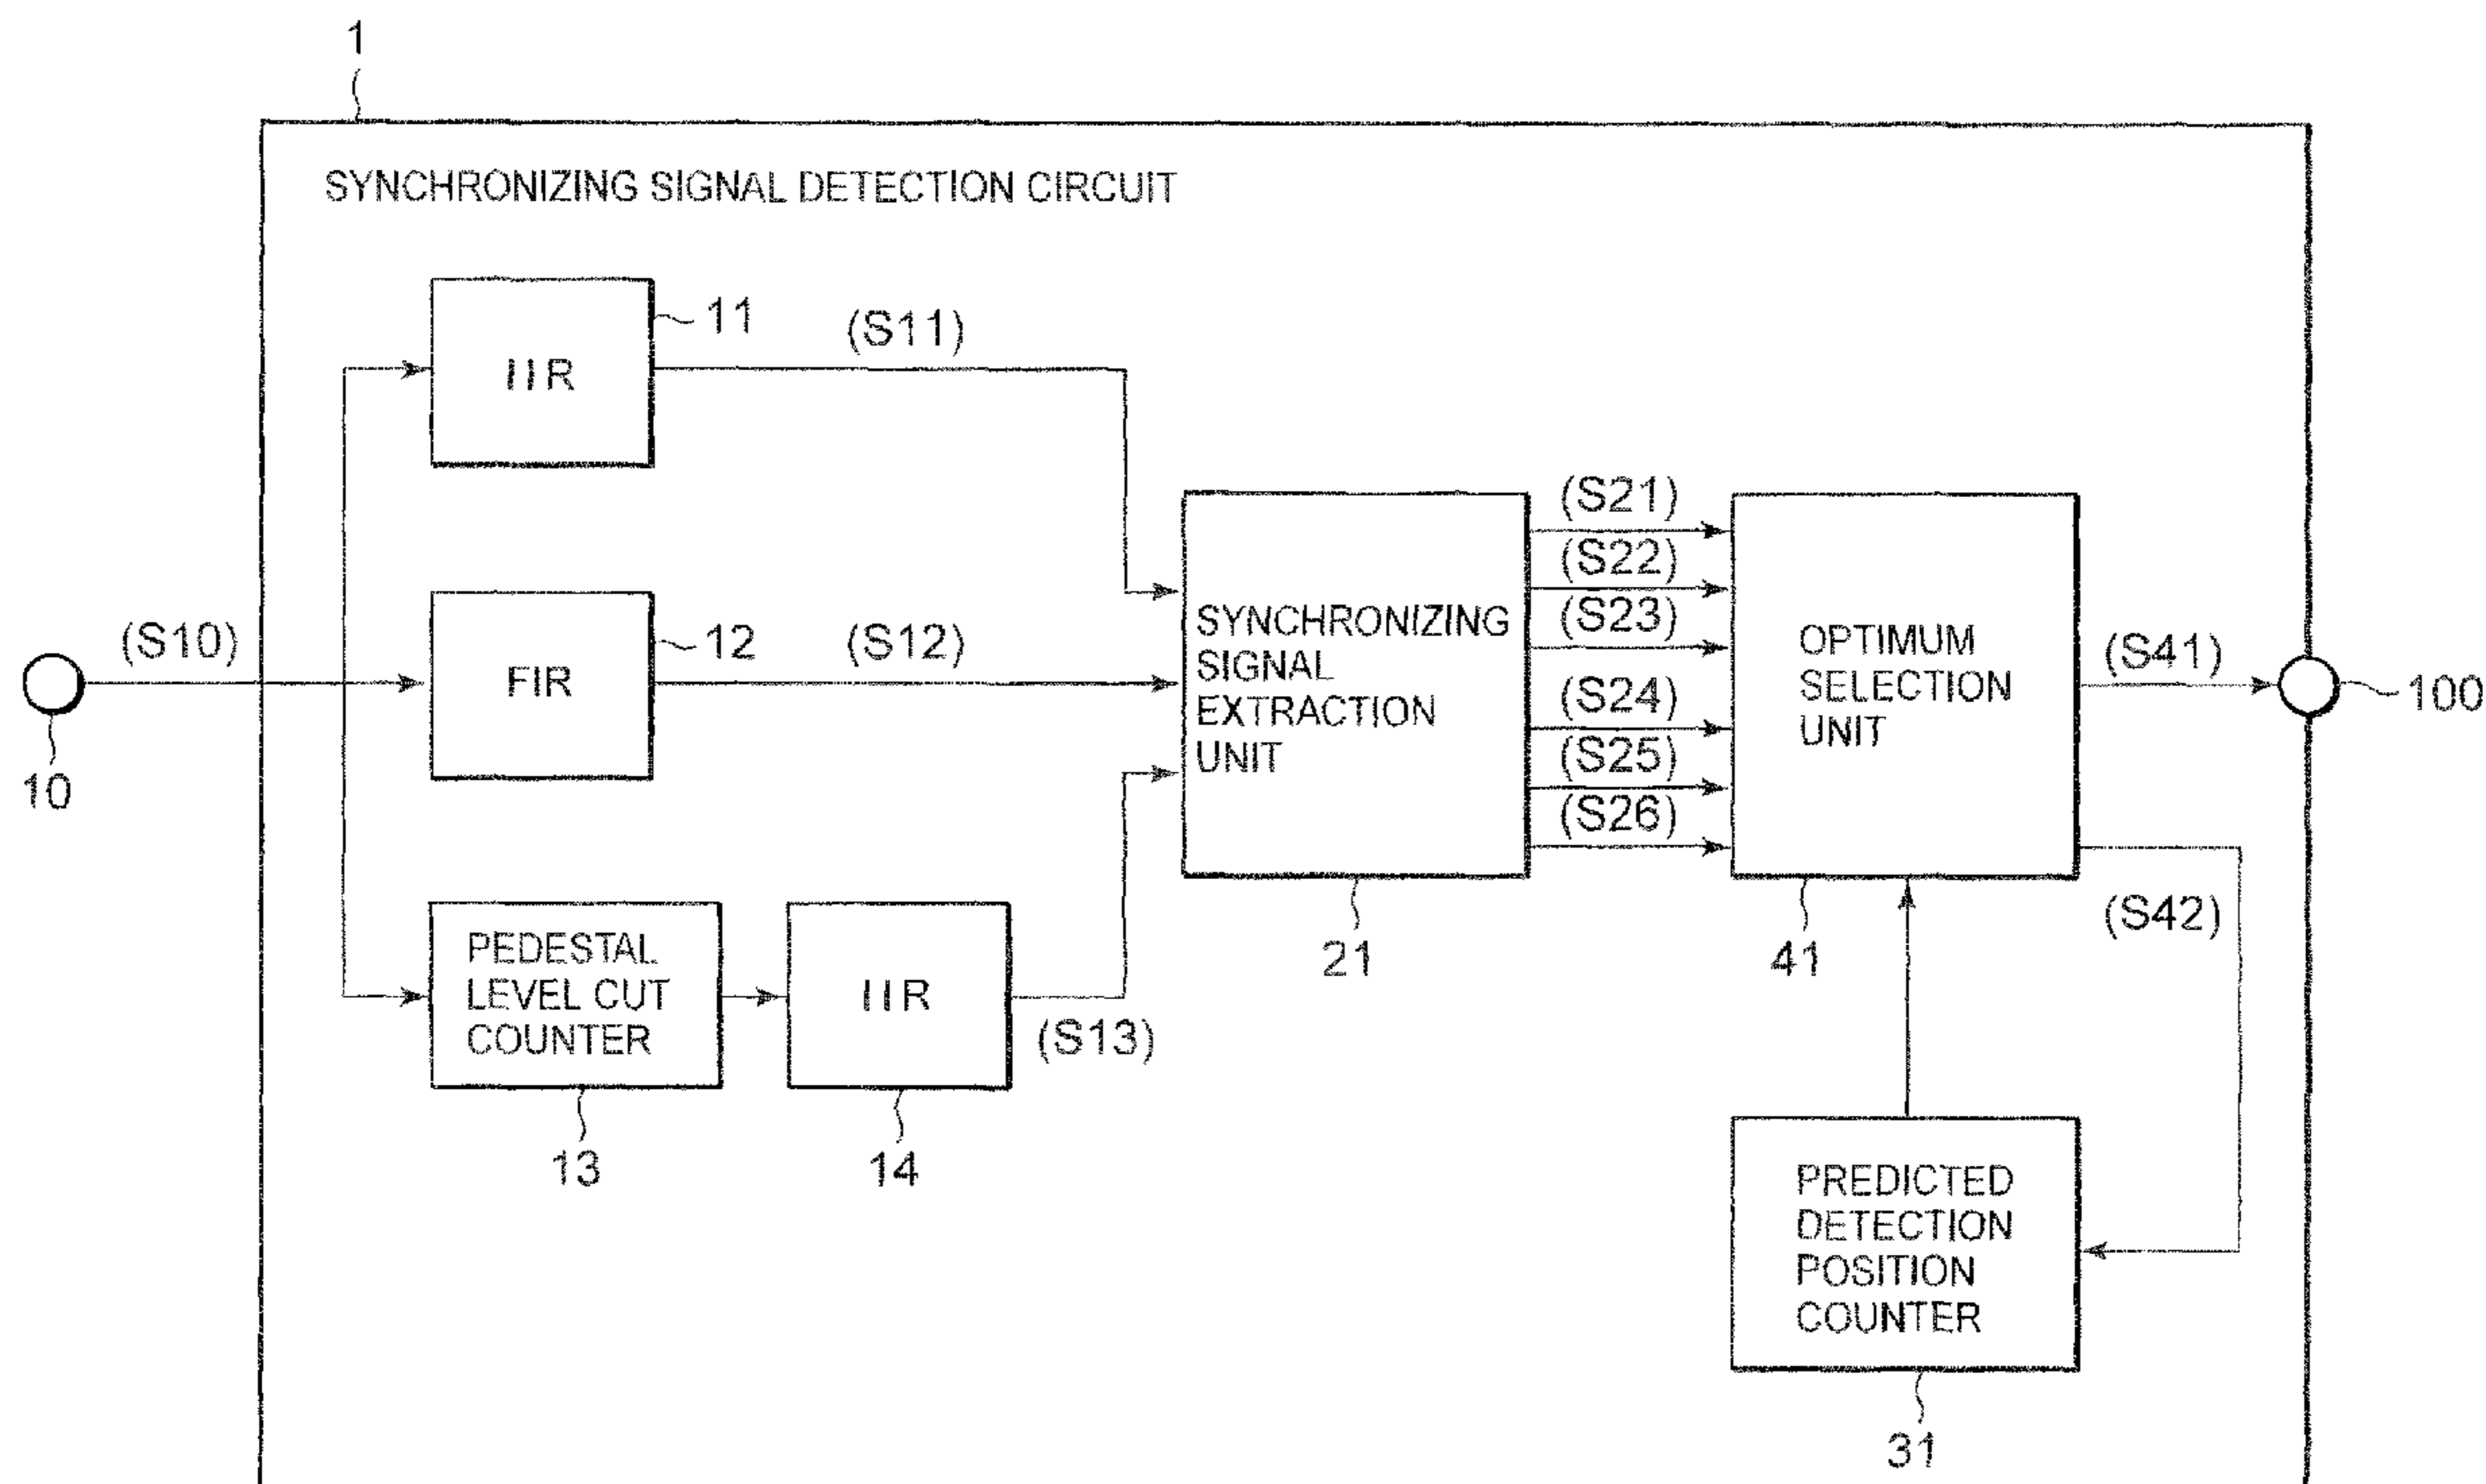 1
SYNCHRONIZING SIGNAL DETECTION CIRCUIT
IIR
11
(S11)
(S10)
10
FIR
12
(S12)
PEDESTAL
LEVEL CUT
COUNTER
13
IIR
14
(S13)
SYNCHRONIZING
SIGNAL
EXTRACTION
UNIT
21
(S21)
(S22)
(S23)
(S24)
(S25)
(S26)
OPTIMUM
SELECTION
UNIT
41
(S41)
100
(S42)
PREDICTED
DETECTION
POSITION
COUNTER
31